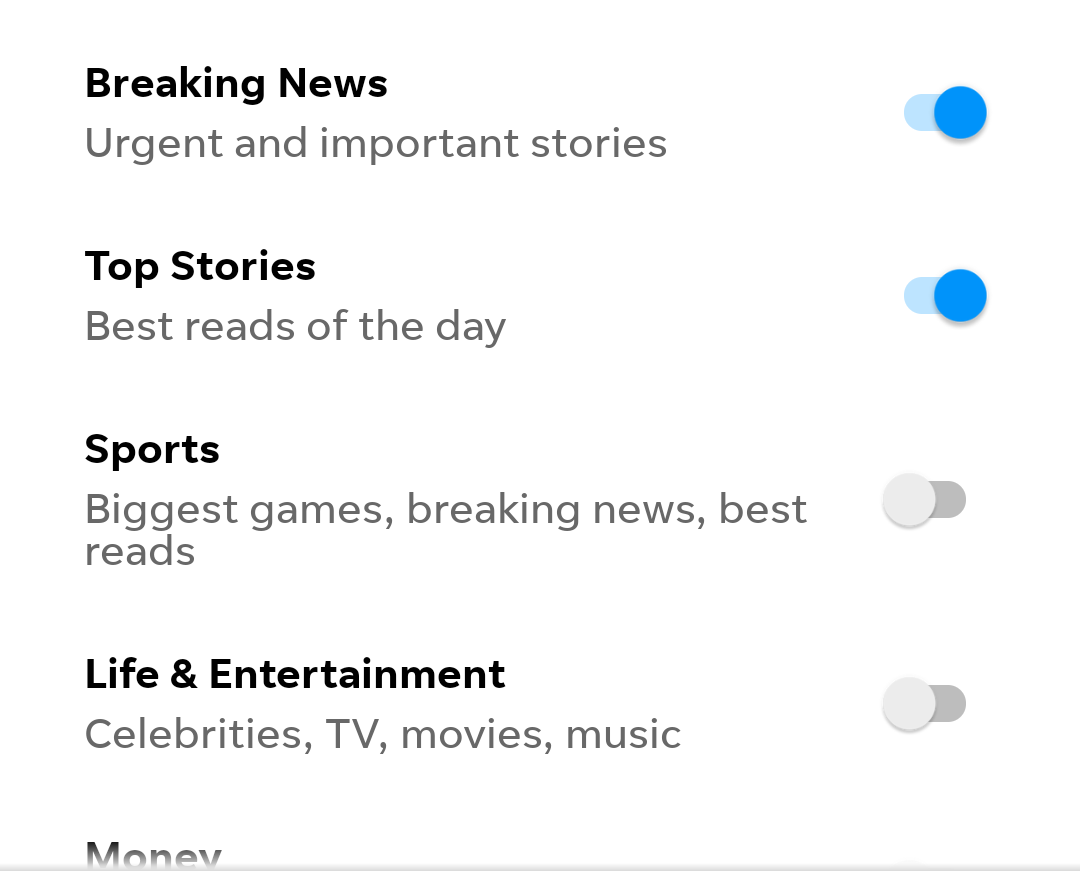 Breaking News
Urgent and important stories
Top Stories
Best reads of the day
Sports
Biggest games, breaking news, best
reads
Life & Entertainment
Celebrities, TV, movies, music
Money